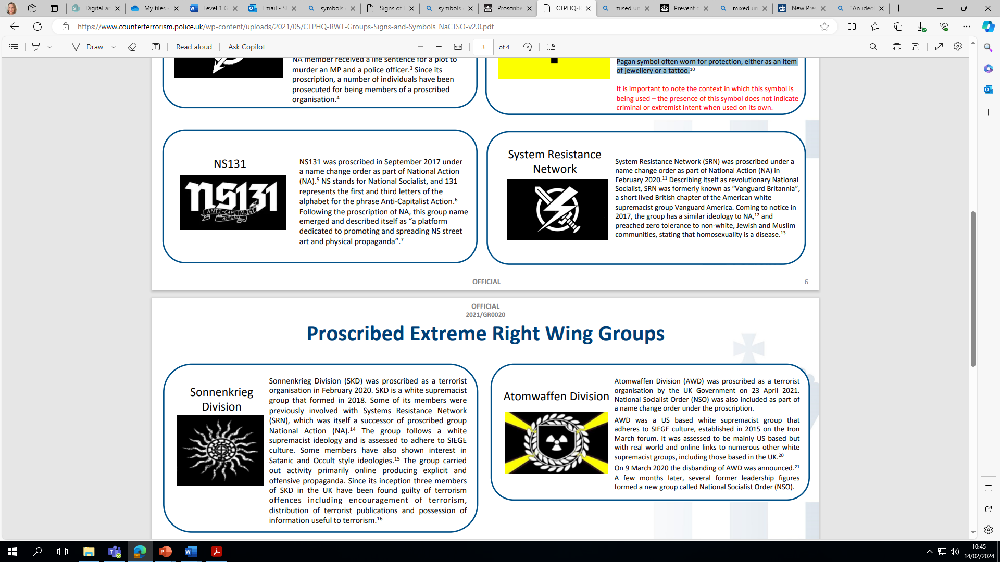 Digital a
My files -
Level 1 G
Email - S
symbols
Signs of
symbols
Proscribe
CTPHQ-R
mised un
Prevent
mixed un
New Pre
"An ideo
https://www.counterterrorism.police.uk/wp-content/uploads/2021/05/CTPHQ-RWT-Groups-Signs-and-Symbols_NaCTSO-v2.0.pdf
Draw
Read aloud
Ask Copilot
3 of 4
NA member received a life sentence for a plot to
murder an MP and a police officer.3 Since its
proscription, a number of individuals have been
prosecuted for being members of a proscribed
organisation.4
Pagan symbol often worn for protection, either as an item
of jewellery or a tattoo.10
It is important to note the context in which this symbol is
being used – the presence of this symbol does not indicate
criminal or extremist intent when used on its own.
NS131
NS131
ANTI-CAPITALIST
ACTION
NS131 was proscribed in September 2017 under
a name change order as part of National Action
(NA).5 NS stands for National Socialist, and 131
represents the first and third letters of the
alphabet for the phrase Anti-Capitalist Action.6
Following the proscription of NA, this group name
emerged and described itself as “a platform
dedicated to promoting and spreading NS street
art and physical propaganda”.7
System Resistance
Network
System Resistance Network (SRN) was proscribed under a
name change order as part of National Action (NA) in
February 2020.11 Describing itself as revolutionary National
Socialist, SRN was formerly known as “Vanguard Britannia”,
a short lived British chapter of the American white
supremacist group Vanguard America. Coming to notice in
2017, the group has a similar ideology to NA,12 and
preached zero tolerance to non-white, Jewish and Muslim
communities, stating that homosexuality is a disease.13
OFFICIAL
6
OFFICIAL
2021/GR0020
Proscribed Extreme Right Wing Groups
Sonnenkrieg
Division
Sonnenkrieg Division (SKD) was proscribed as a terrorist
organisation in February 2020. SKD is a white supremacist
group that formed in 2018. Some of its members were
previously involved with Systems Resistance Network
(SRN), which was itself a successor of proscribed group
National Action (NA).14 The group follows a white
supremacist ideology and is assessed to adhere to SIEGE
culture. Some members have also shown interest in
Satanic and Occult style ideologies.15 The group carried
out activity primarily online producing explicit and
offensive propaganda. Since its inception three members
of SKD in the UK have been found guilty of terrorism
offences including encouragement of terrorism,
distribution of terrorist publications and possession of
information useful to terrorism.16
Atomwaffen Division
Atomwaffen Division (AWD) was proscribed as a terrorist
organisation by the UK Government on 23 April 2021.
National Socialist Order (NSO) was also included as part of
a name change order under the proscription.
AWD was a US based white supremacist group that
adheres to SIEGE culture, established in 2015 on the Iron
March forum. It was assessed to be mainly US based but
with real world and online links to numerous other white
supremacist groups, including those based in the UK.20
On 9 March 2020 the disbanding of AWD was announced.21
A few months later, several former leadership figures
formed a new group called National Socialist Order (NSO).
10:45
14/02/2024